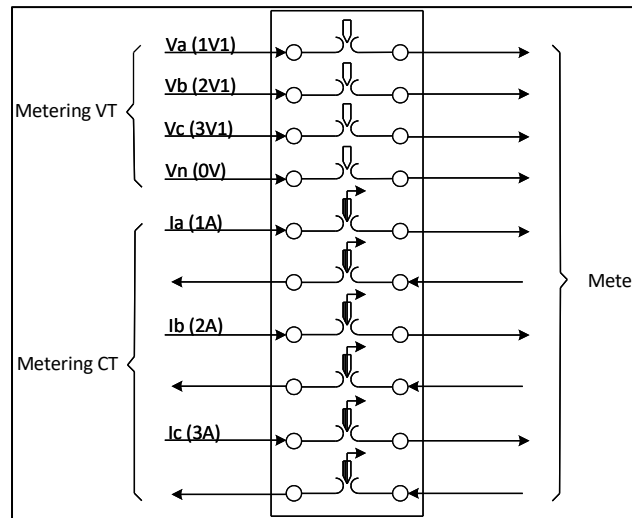 Va (1V1)
Vb (2V1)
Metering VT
Vc (3V1)
Vn (0V)
Ia (1A)
Mete
Ib (2A)
Metering CT
Ic (3A)